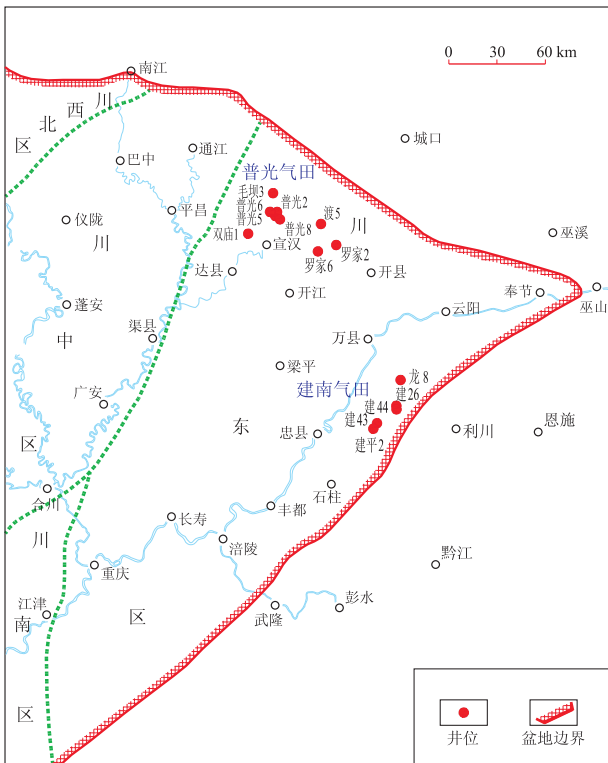 0 30 60 km
南江
川
西
北
区
城口
通江
巴中
普光气田
毛坝3
普光2
普光6
普光5
普光8
渡5
平昌
仪陇
川
川
双庙1
宣汉
罗家2
罗家6
巫溪
达县
开县
开江
奉节
巫山
蓬安
云阳
渠县
万县
中
梁平
龙8
建南气田
建26
广安
建44
建43
东
忠县
建平2
利川
恩施
区
石柱
合川
丰都
长寿
川
涪陵
黔江
重庆
江津
南
区
武隆
彭水
区
井位
盆地边界